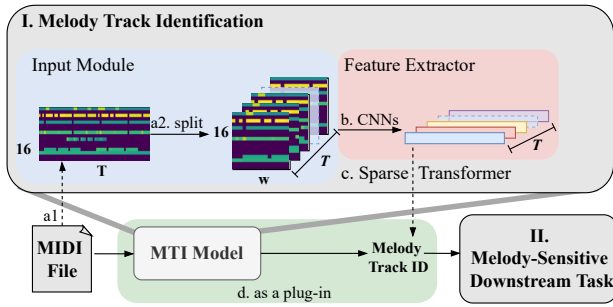 I. Melody Track Identification
Input Module
Feature Extractor
a2. split
b. CNNs
16
16
T
w
T
T
c. Sparse Transformer
a1
MIDI
File
MTI Model
Melody
Track ID
d. as a plug-in
II.
Melody-Sensitive
Downstream Task